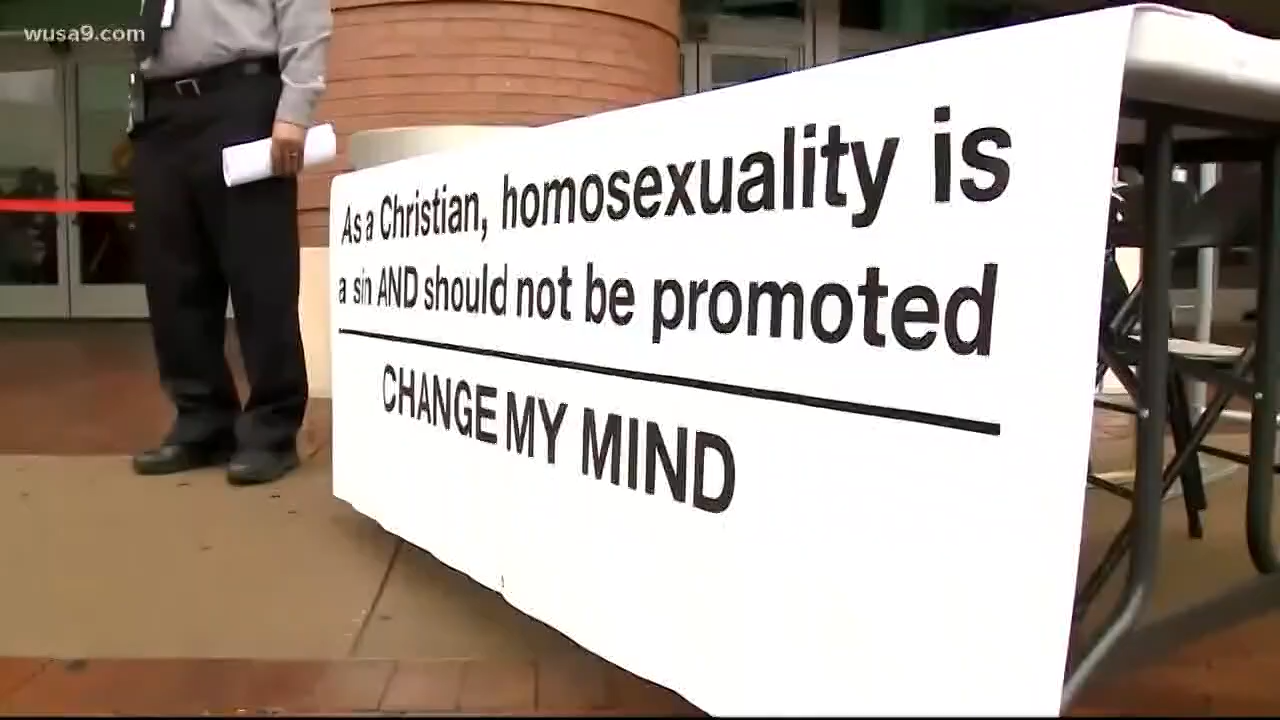 wusa9.com
As a Christian, homosexuality is
a sin AND should not be promoted
CHANGE MY MIND